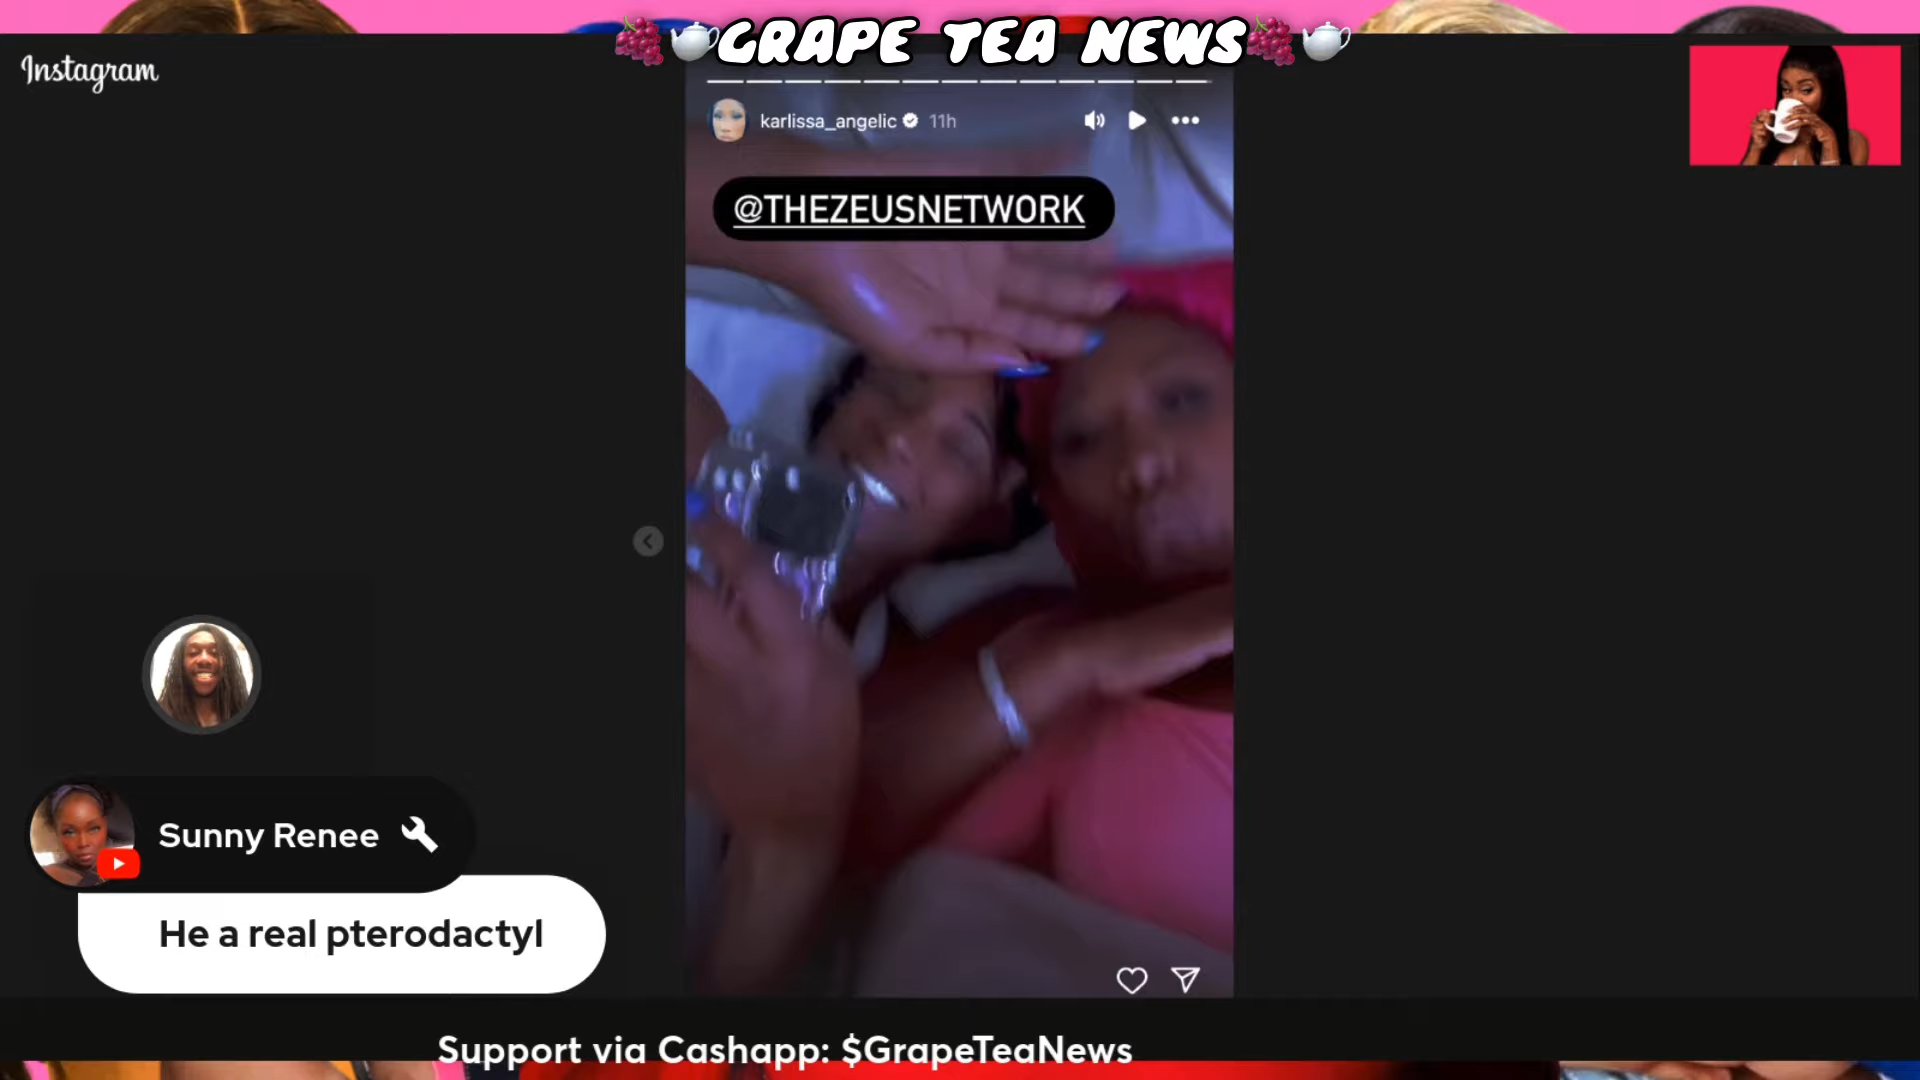 🍇🫖GRAPE TEA NEWS🍇🫖
Instagram
karlissa_angelic 11h
@THEZEUSNETWORK
Sunny Renee
He a real pterodactyl
Support via Cashapp: $GrapeTeaNews